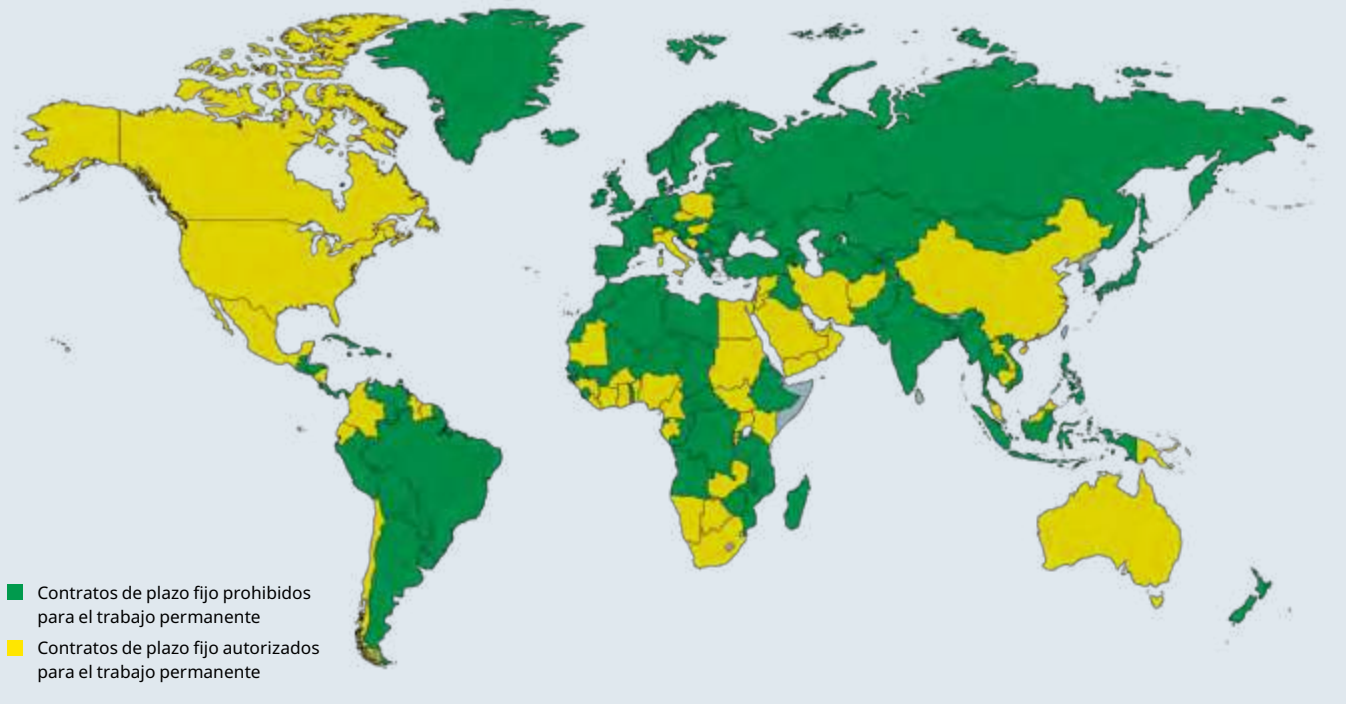 Contratos de plazo fijo prohibidos
para el trabajo permanente
Contratos de plazo fijo autorizados
para el trabajo permanente